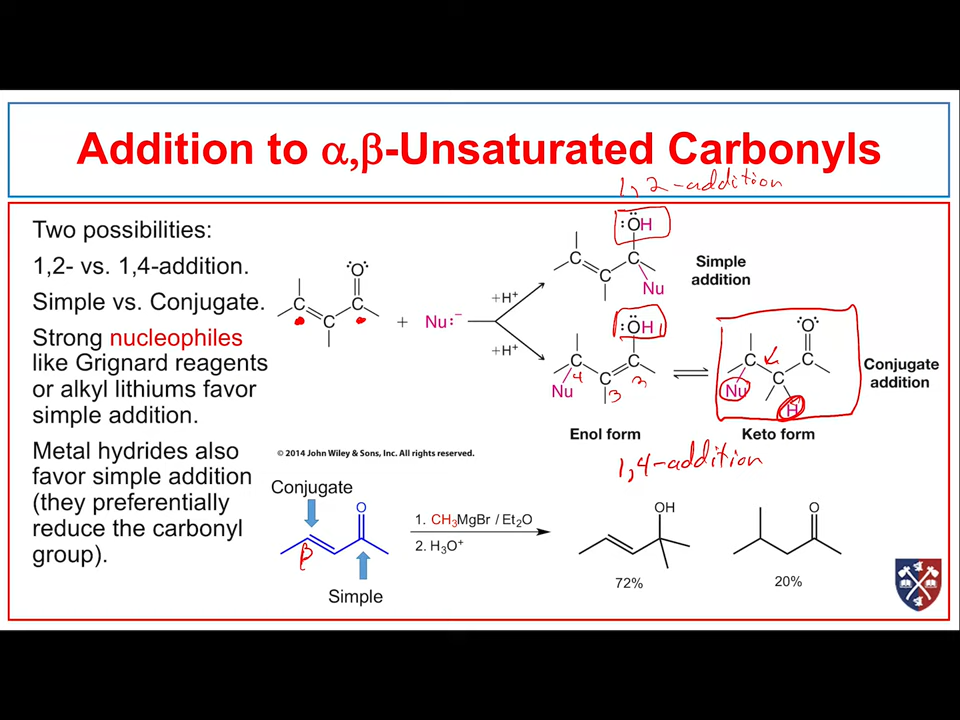 Addition to α,β-Unsaturated Carbonyls
1,2-addition
Two possibilities:
1,2- vs. 1,4-addition.
Simple vs. Conjugate.
Strong nucleophiles
like Grignard reagents
or alkyl lithiums favor
simple addition.
Metal hydrides also
favor simple addition
(they preferentially
reduce the carbonyl
group).
:O:
C
C
C
+ Nu:⁻
+H⁺
+H⁺
:ÖH
C
C
C
Nu
Simple
addition
:ÖH
C
C
C
4
3
Nu
Enol form
:O:
C
C
C
Nu
H
Keto form
Conjugate
addition
© 2014 John Wiley & Sons, Inc. All rights reserved.
1,4-addition
Conjugate
O
β
Simple
1. CH₃MgBr / Et₂O
2. H₃O⁺
OH
72%
O
20%